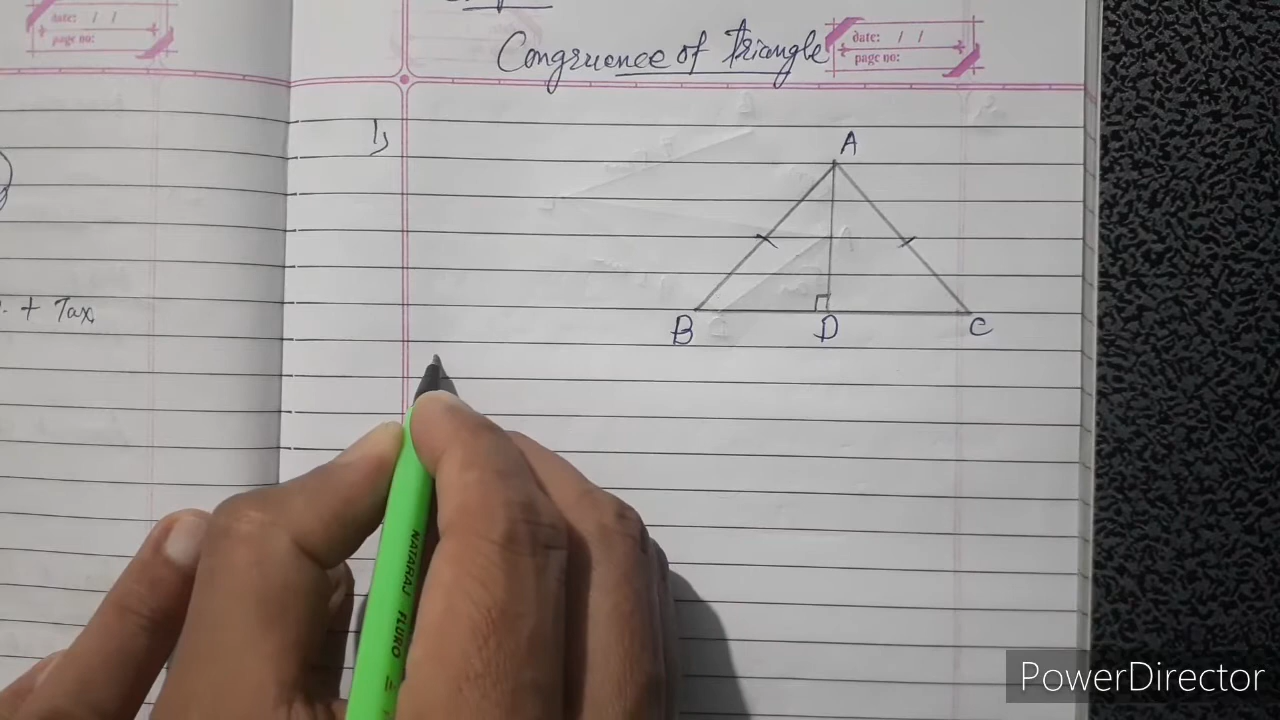 date: / /
page no:
Congruence of Triangle
date: / /
page no:
1)
A
B
D
C
+ Tax
NATARAJ FLURO
PowerDirector